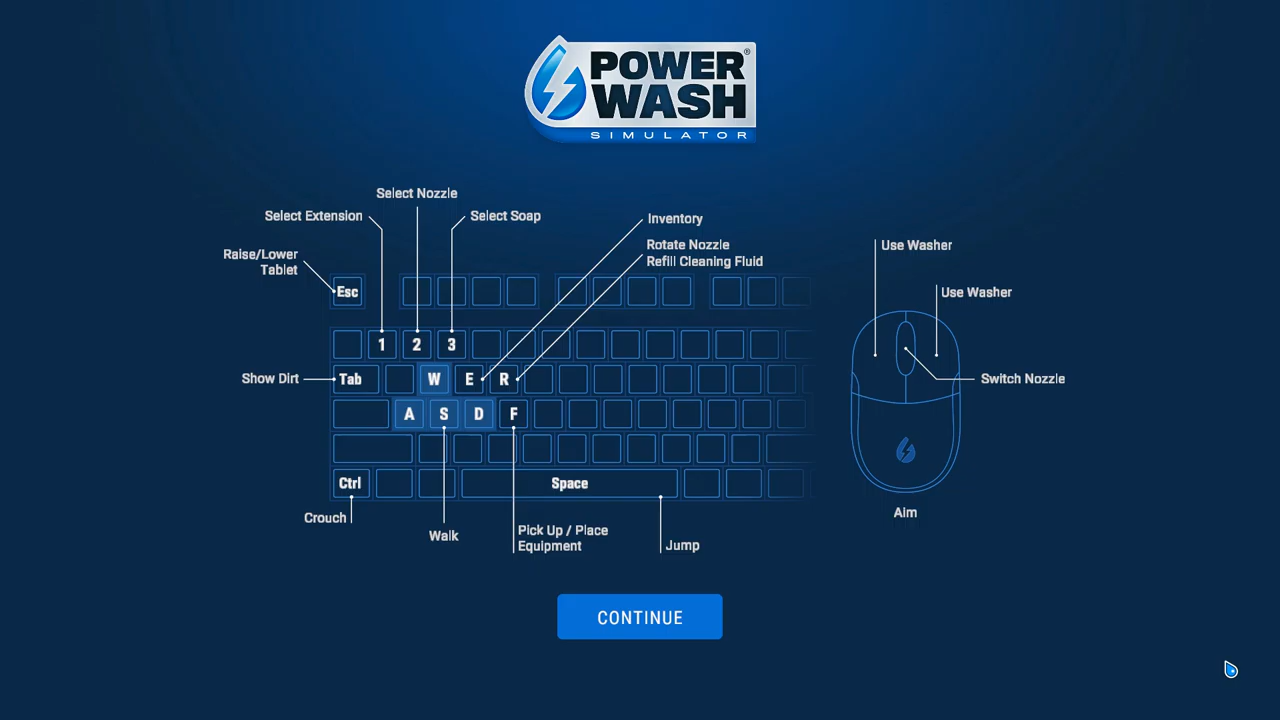 POWER®
WASH
SIMULATOR
Select Nozzle
Select Extension
Select Soap
Inventory
Rotate Nozzle
Refill Cleaning Fluid
Raise/Lower
Tablet
Use Washer
Use Washer
Esc
1 2 3
Show Dirt
Tab W E R
Switch Nozzle
A S D F
Ctrl Space
Crouch
Walk
Pick Up / Place
Equipment
Jump
Aim
CONTINUE